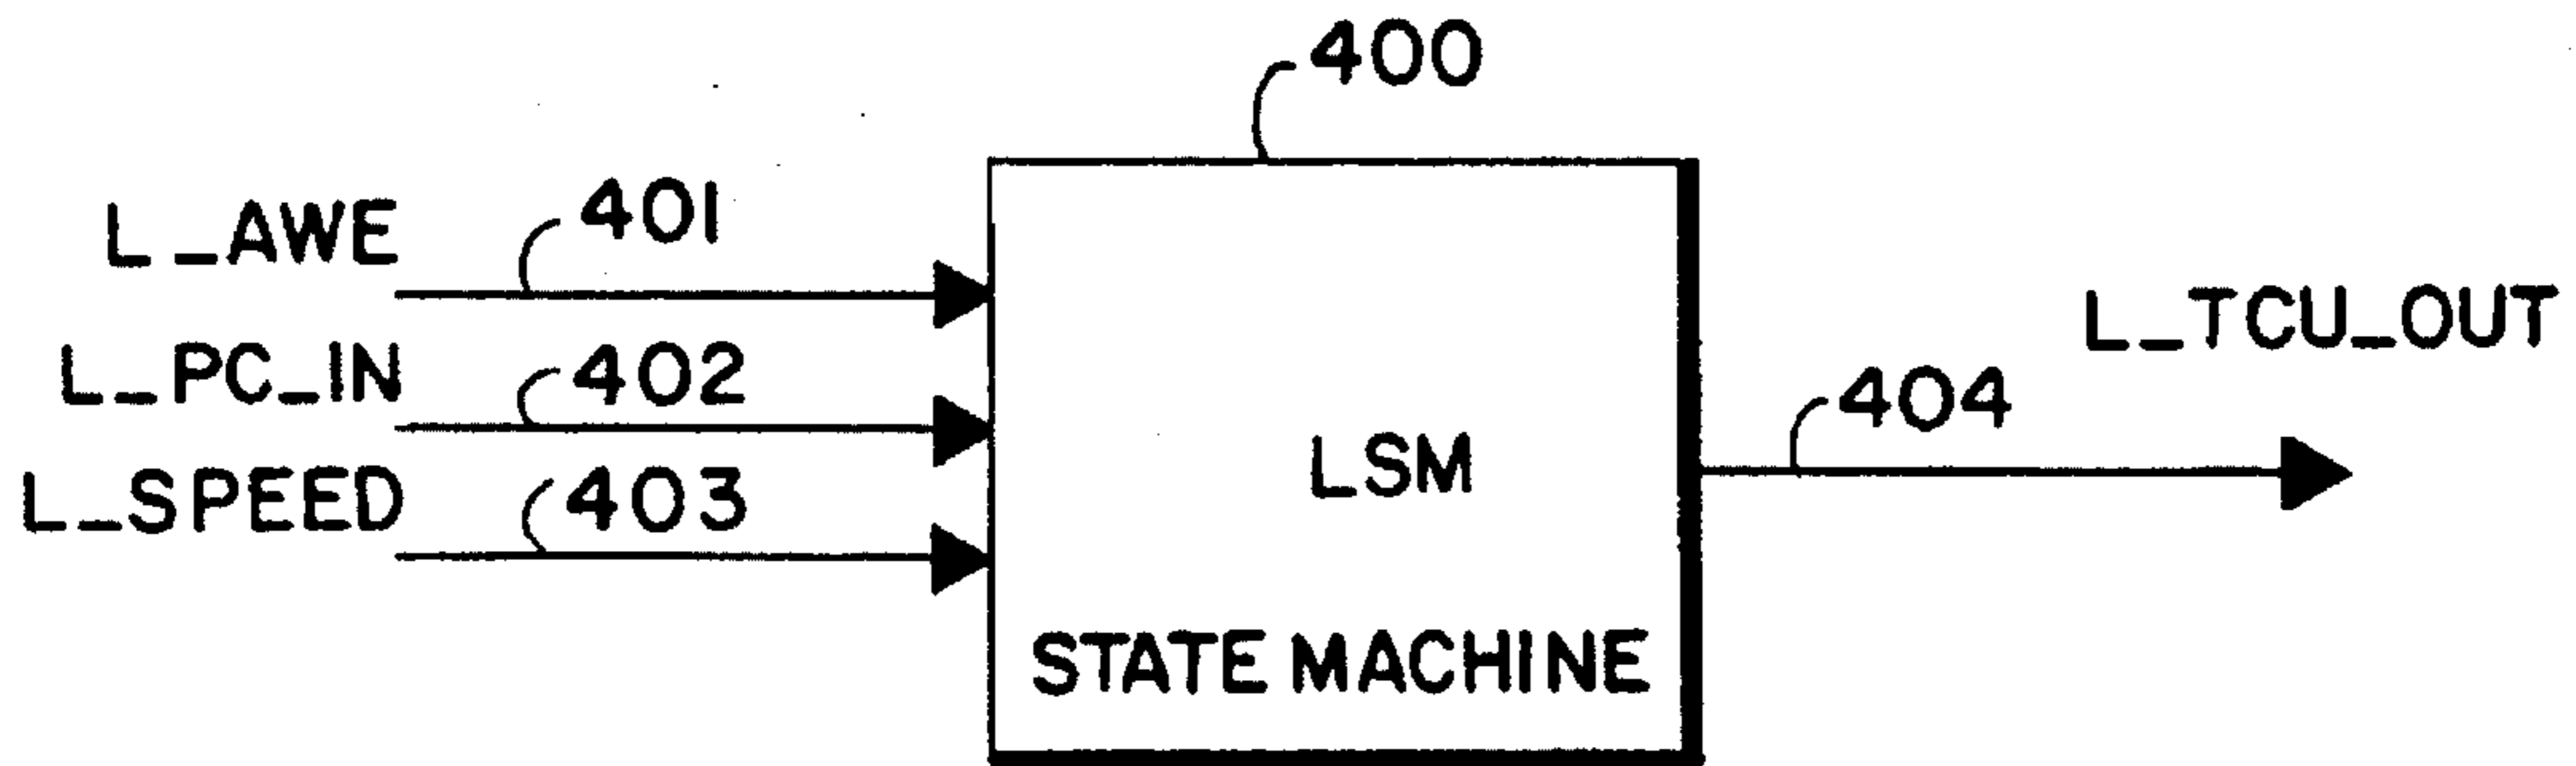 400
L_AWE
401
L_PC_IN
402
L_SPEED
403
LSM
STATE MACHINE
L_TCU_OUT
404